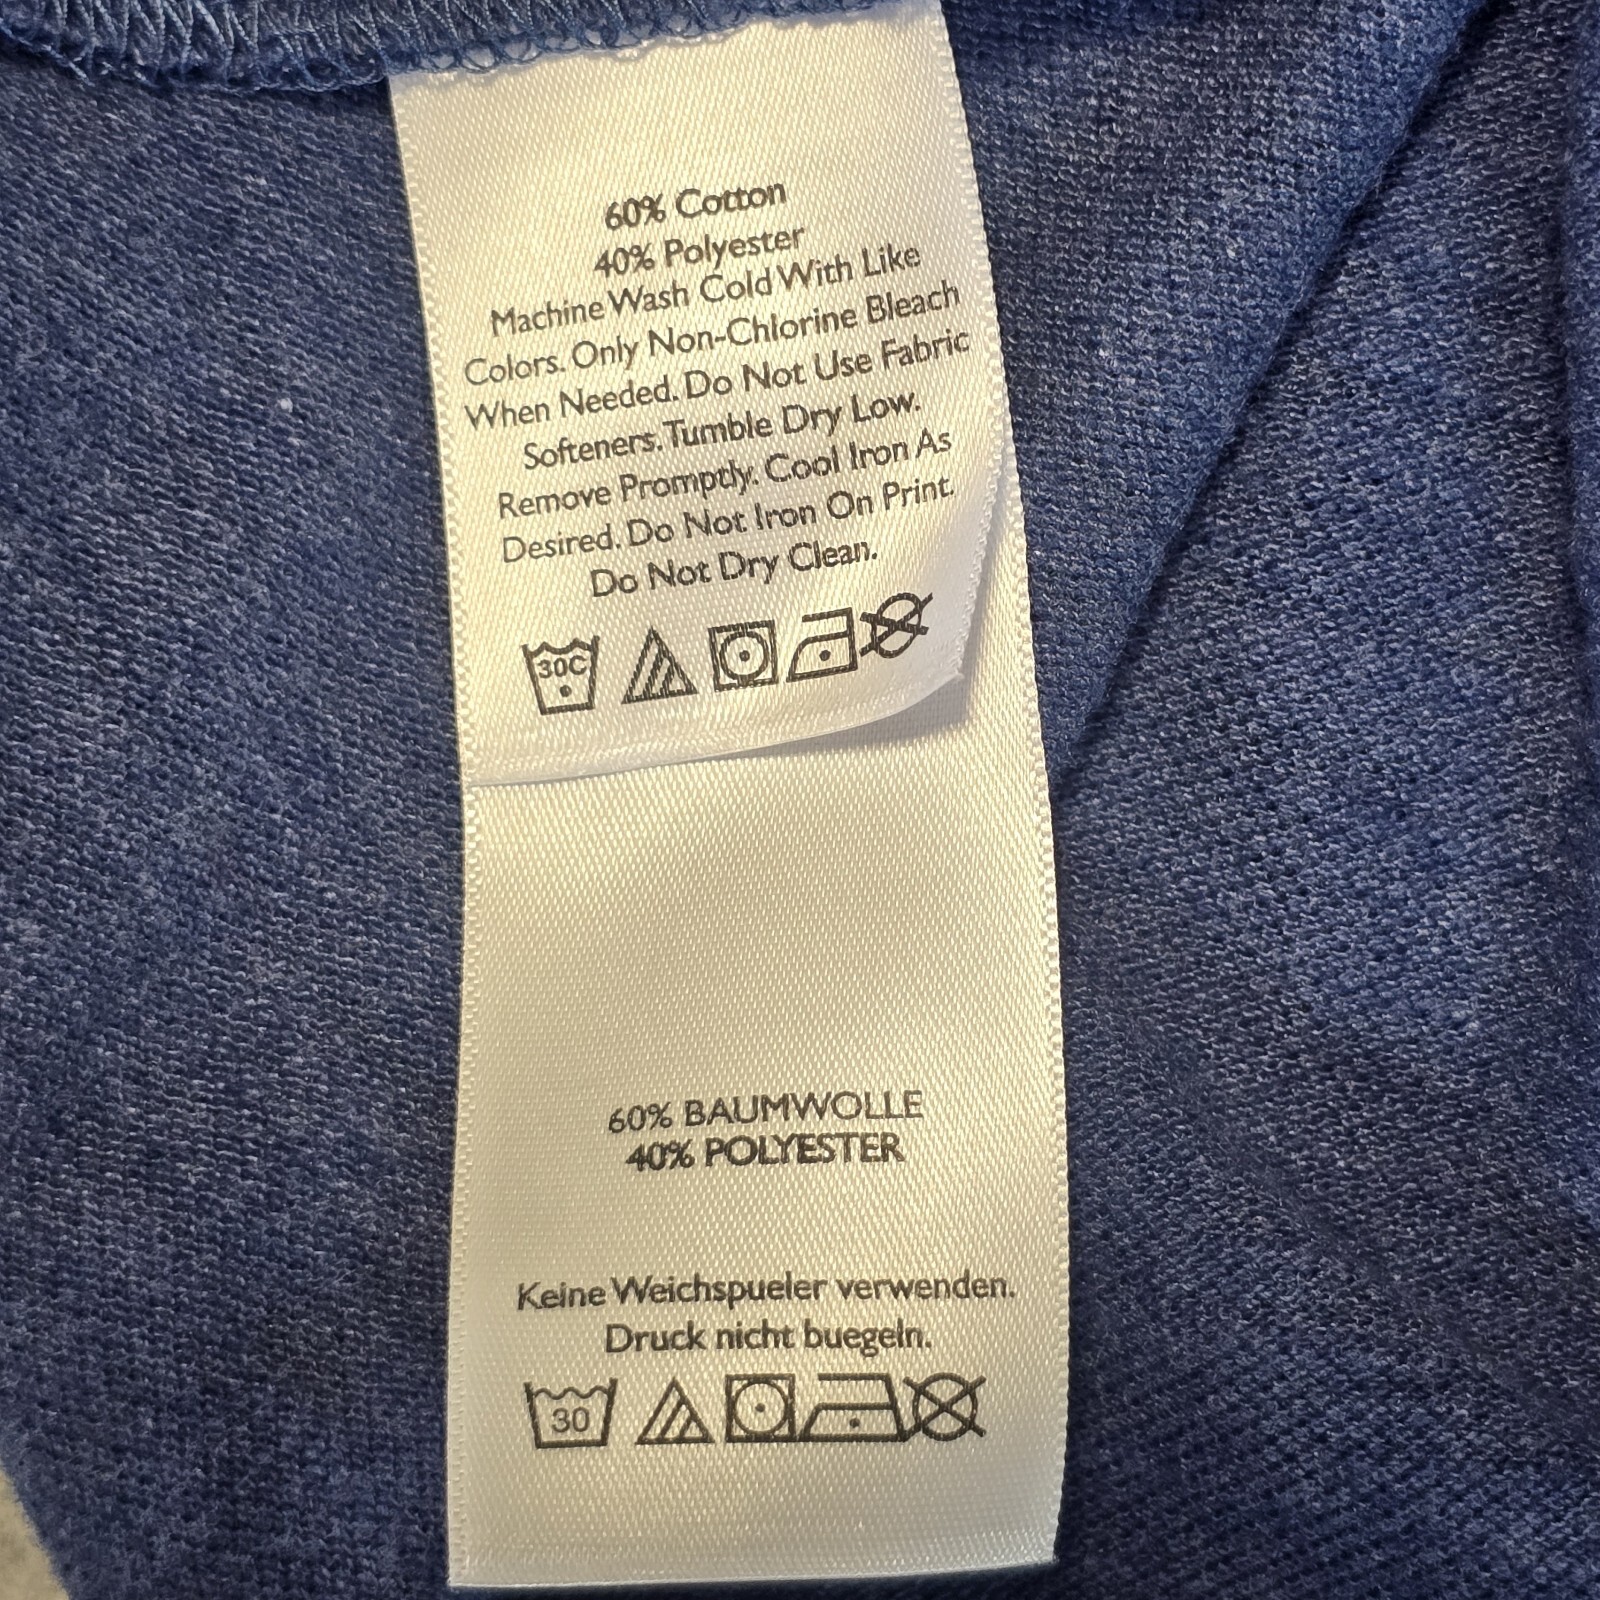 60% Cotton
40% Polyester
Machine Wash Cold With Like
Colors. Only Non-Chlorine Bleach
When Needed. Do Not Use Fabric
Softeners. Tumble Dry Low.
Remove Promptly. Cool Iron As
Desired. Do Not Iron On Print.
Do Not Dry Clean.
30C
60% BAUMWOLLE
40% POLYESTER
Keine Weichspueler verwenden.
Druck nicht buegeln.
30